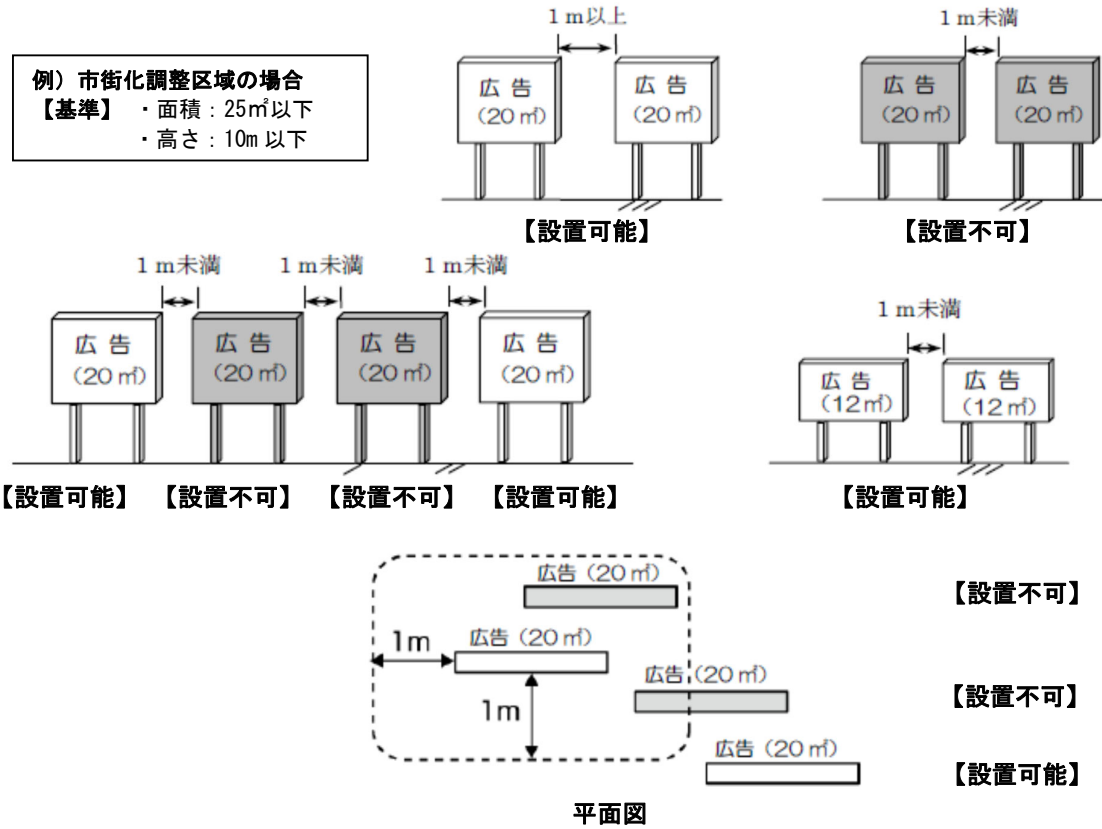 例）市街化調整区域の場合
【基準】 ・面積：25㎡以下
・高さ：10m以下
1ｍ以上
広 告
(20㎡)
広 告
(20㎡)
【設置可能】
1ｍ未満
広 告
(20㎡)
広 告
(20㎡)
【設置不可】
1ｍ未満 1ｍ未満 1ｍ未満
広 告
(20㎡)
広 告
(20㎡)
広 告
(20㎡)
広 告
(20㎡)
【設置可能】 【設置不可】 【設置不可】 【設置可能】
1ｍ未満
広 告
(12㎡)
広 告
(12㎡)
【設置可能】
広告（20㎡） 【設置不可】
広告（20㎡）
1m
広告（20㎡） 【設置不可】
1m
広告（20㎡） 【設置可能】
平面図